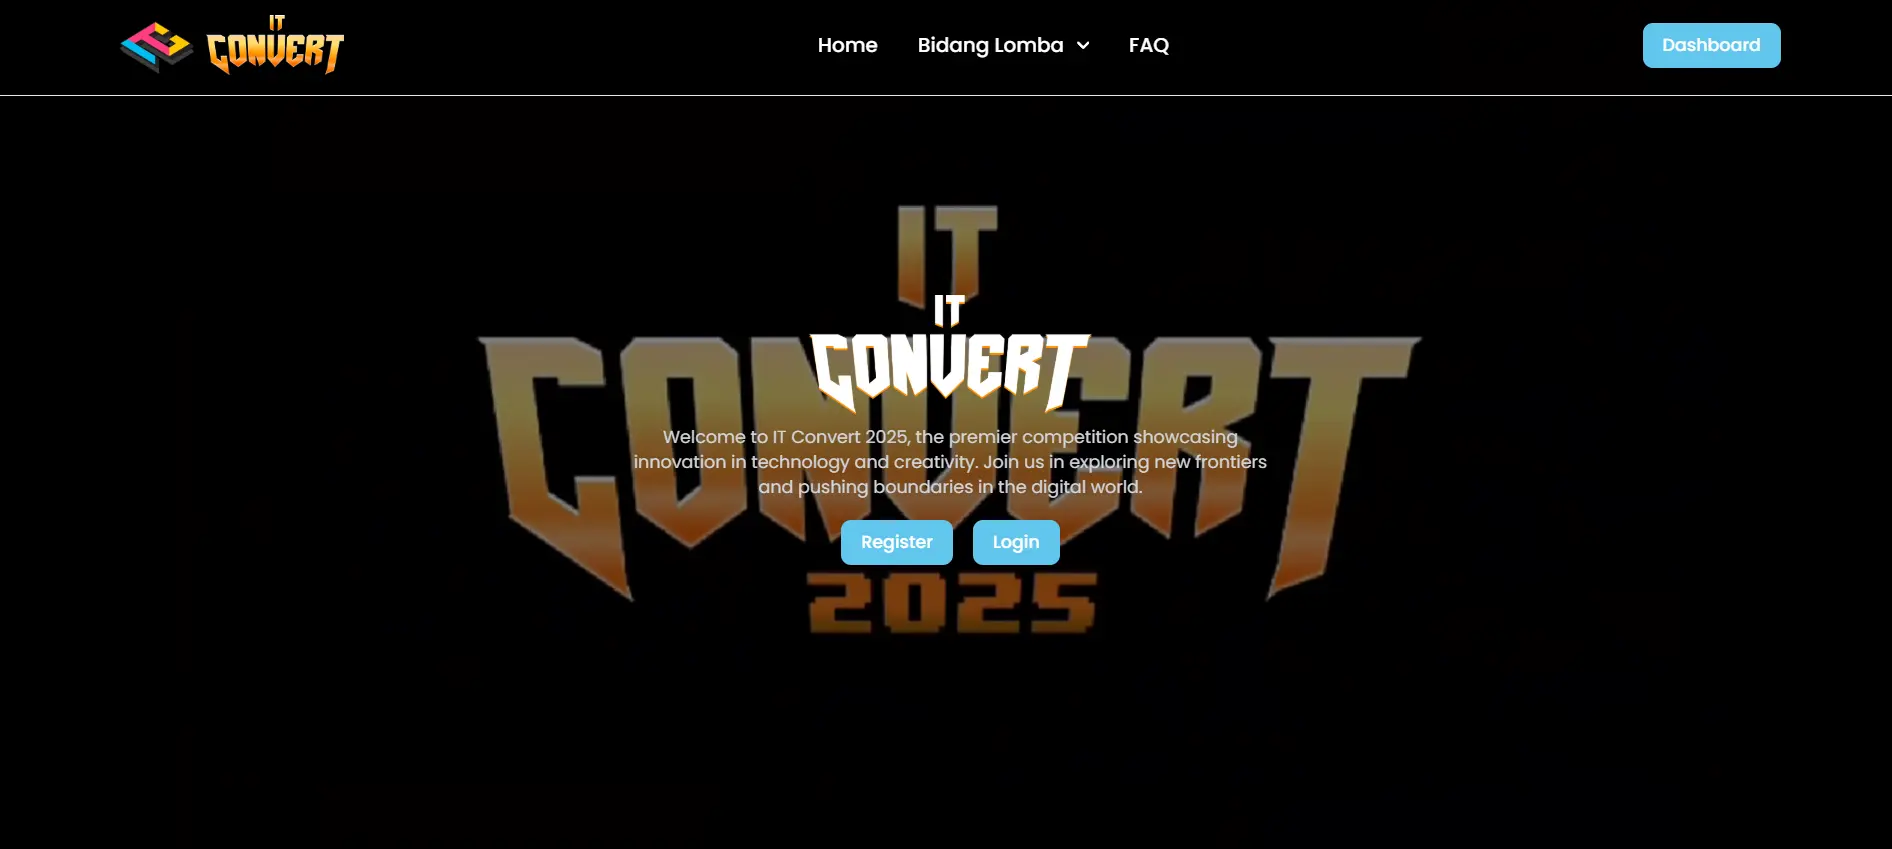 IT
CONVERT
Home
Bidang Lomba
FAQ
Dashboard
IT
CONVERT
2025
IT
CONVERT
Welcome to IT Convert 2025, the premier competition showcasing
innovation in technology and creativity. Join us in exploring new frontiers
and pushing boundaries in the digital world.
Register
Login